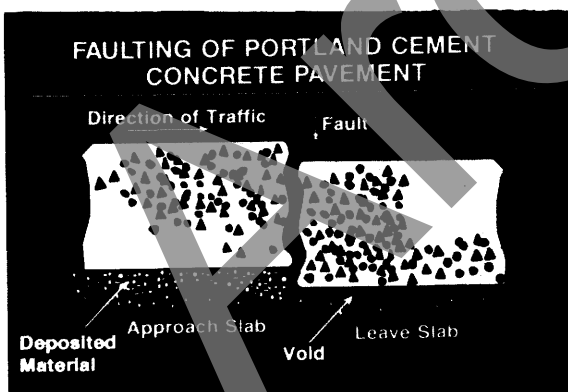 FAULTING OF PORTLAND CEMENT
CONCRETE PAVEMENT
Direction of Traffic
Fault
Approach Slab
Leave Slab
Deposited
Material
Void